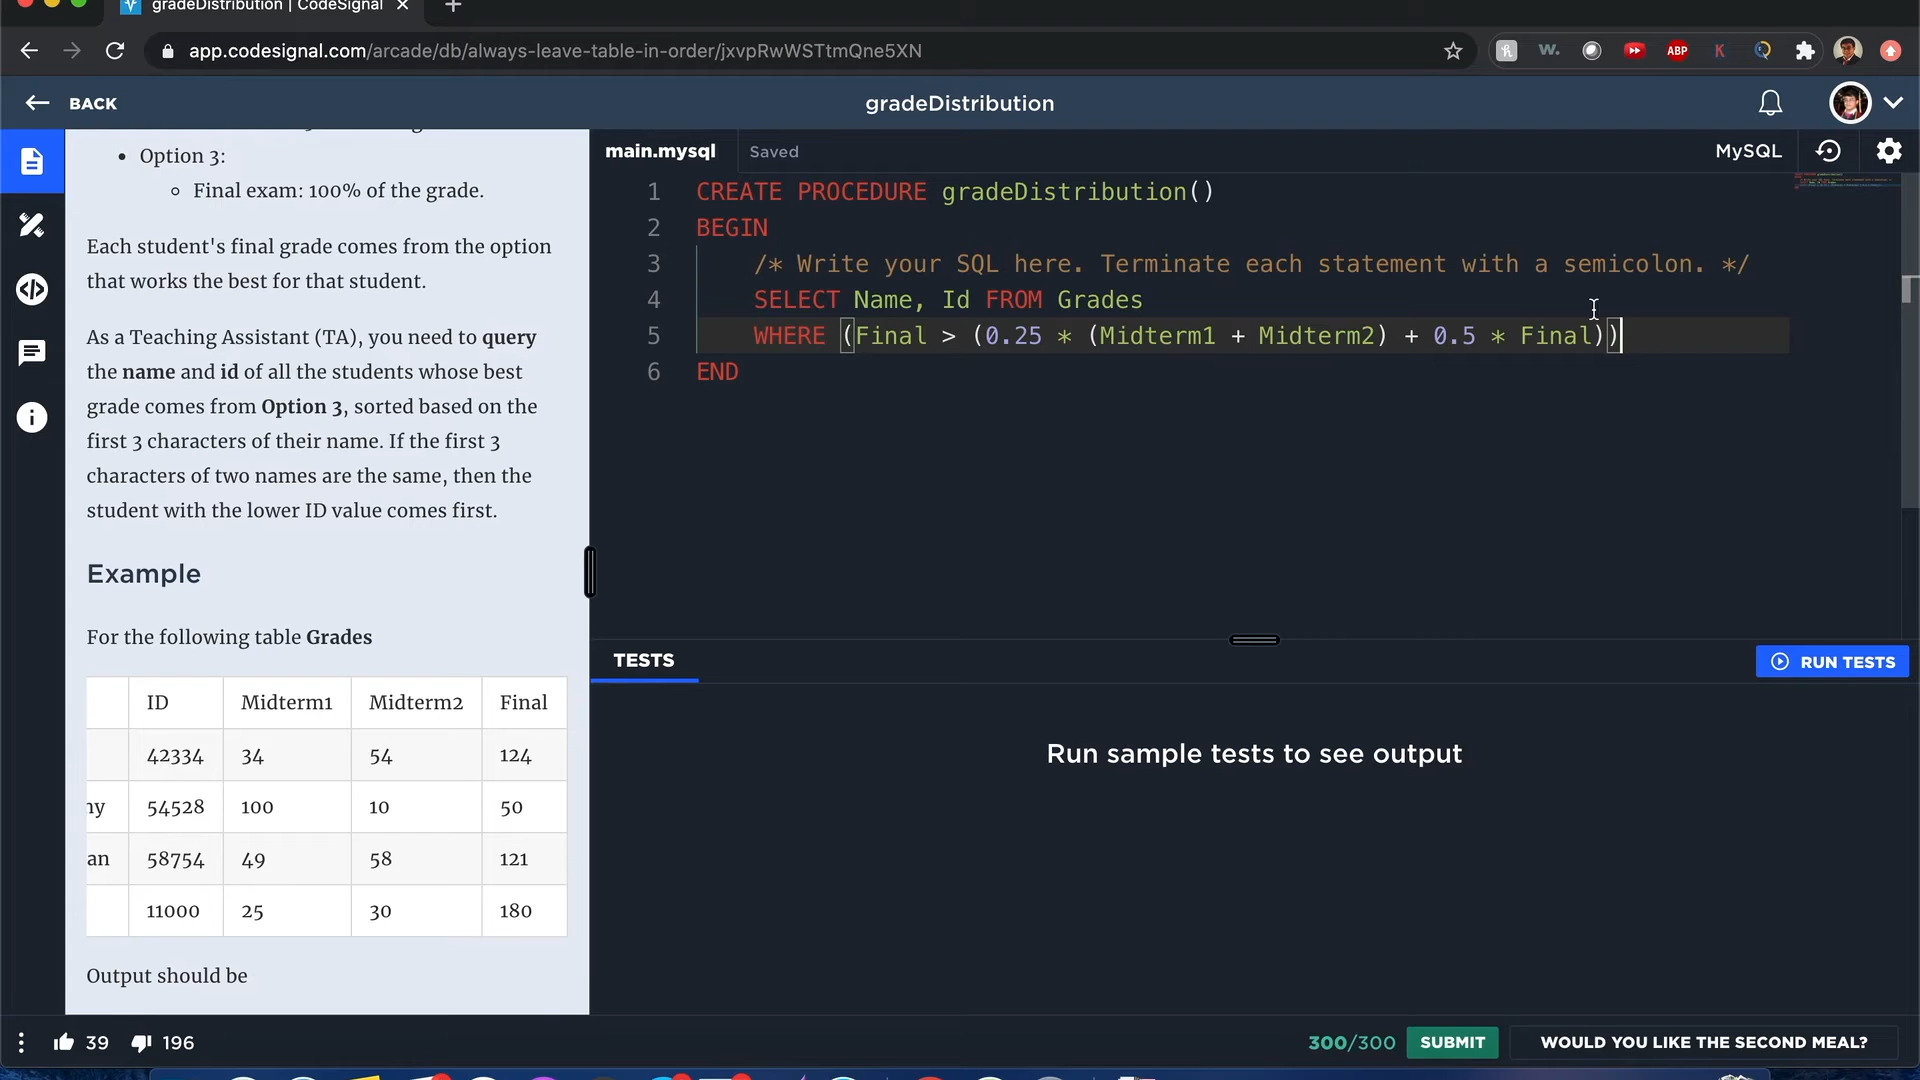 gradeDistribution | CodeSignal
app.codesignal.com/arcade/db/always-leave-table-in-order/jxvpRwWSTtmQne5XN
W.
ABP
K
BACK
gradeDistribution
main.mysql
Saved
MySQL
• Option 3:
Final exam: 100% of the grade.
Each student's final grade comes from the option
that works the best for that student.
As a Teaching Assistant (TA), you need to query
the name and id of all the students whose best
grade comes from Option 3, sorted based on the
first 3 characters of their name. If the first 3
characters of two names are the same, then the
student with the lower ID value comes first.
Example
For the following table Grades
ID Midterm1 Midterm2 Final
42334 34 54 124
ny 54528 100 10 50
an 58754 49 58 121
11000 25 30 180
Output should be
1 CREATE PROCEDURE gradeDistribution()
2 BEGIN
3 /* Write your SQL here. Terminate each statement with a semicolon. */
4 SELECT Name, Id FROM Grades
5 WHERE (Final > (0.25 * (Midterm1 + Midterm2) + 0.5 * Final))
6 END
TESTS
RUN TESTS
Run sample tests to see output
39
196
300/300
SUBMIT
WOULD YOU LIKE THE SECOND MEAL?